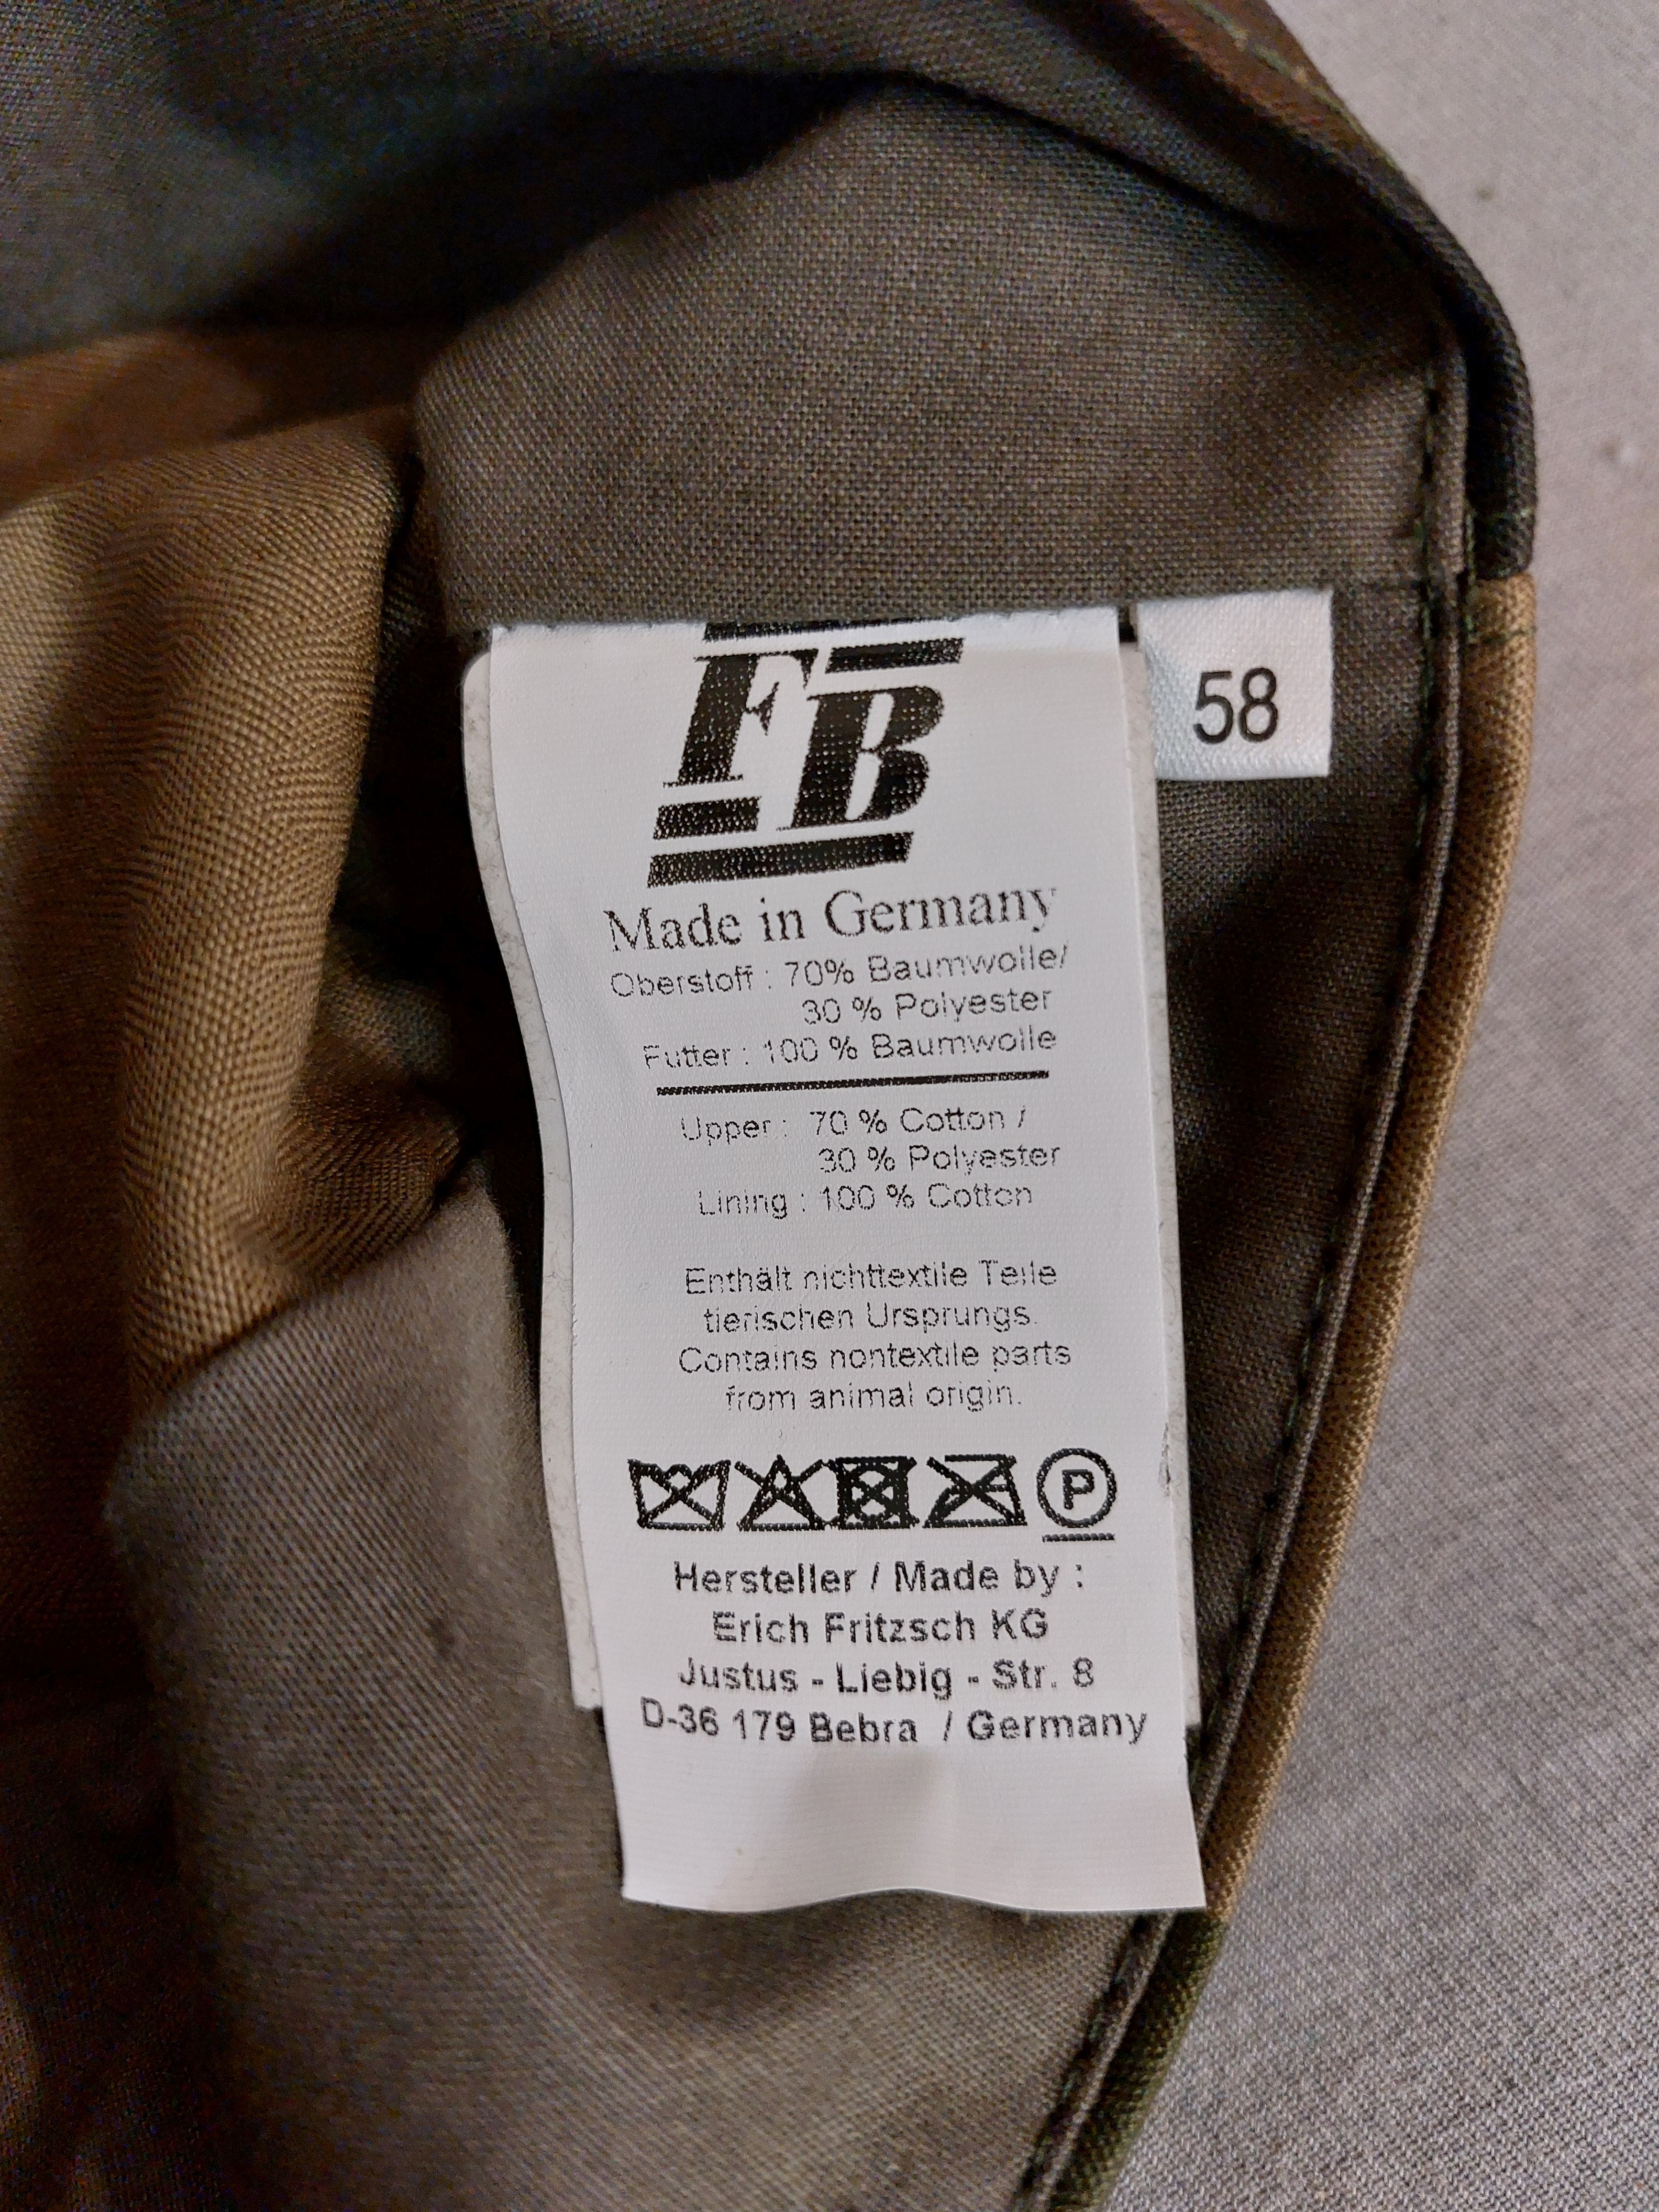 FB
58
Made in Germany
Oberstoff : 70% Baumwolle/
30 % Polyester
Futter : 100 % Baumwolle
Upper : 70 % Cotton /
30 % Polyester
Lining : 100 % Cotton
Enthält nichttextile Teile
tierischen Ursprungs.
Contains nontextile parts
from animal origin.
P
Hersteller / Made by :
Erich Fritzsch KG
Justus - Liebig - Str. 8
D-36 179 Bebra / Germany